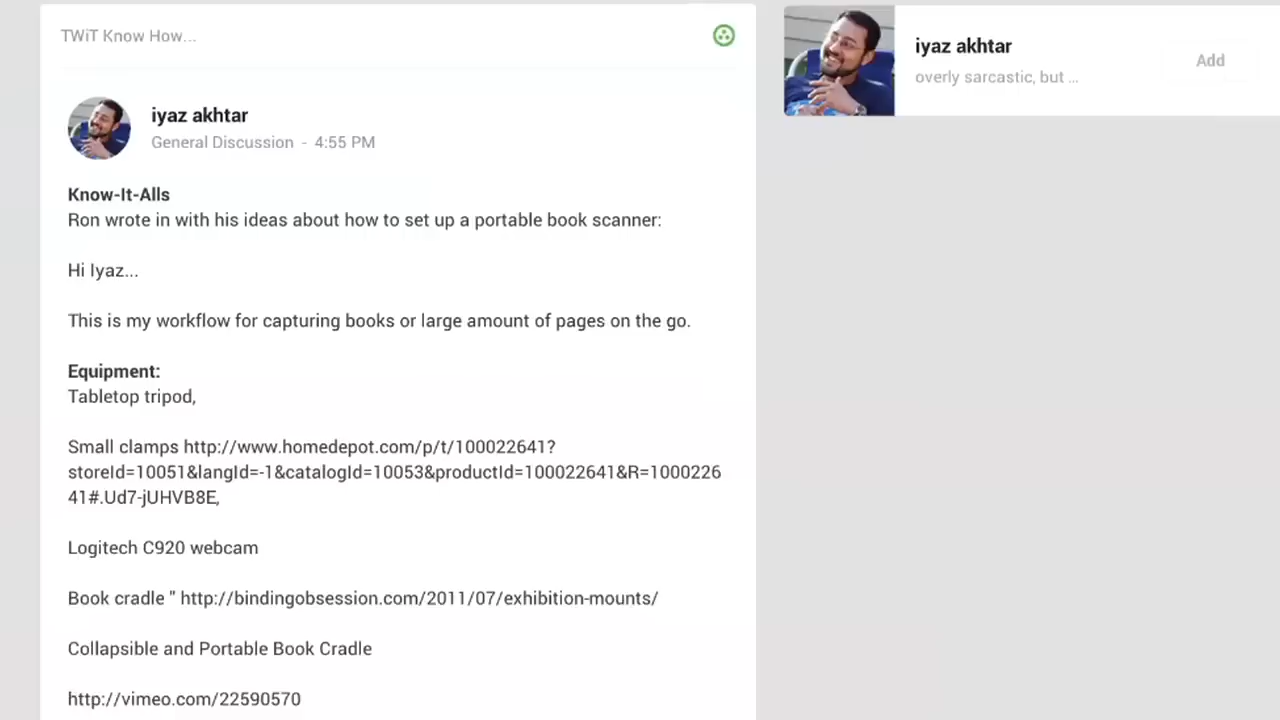 TWiT Know How...
iyaz akhtar
General Discussion - 4:55 PM
Know-It-Alls
Ron wrote in with his ideas about how to set up a portable book scanner:
Hi Iyaz...
This is my workflow for capturing books or large amount of pages on the go.
Equipment:
Tabletop tripod,
Small clamps http://www.homedepot.com/p/t/100022641?
storeId=10051&langId=-1&catalogId=10053&productId=100022641&R=1000226
41#.Ud7-jUHVB8E,
Logitech C920 webcam
Book cradle " http://bindingobsession.com/2011/07/exhibition-mounts/
Collapsible and Portable Book Cradle
http://vimeo.com/22590570
iyaz akhtar
overly sarcastic, but ...
Add